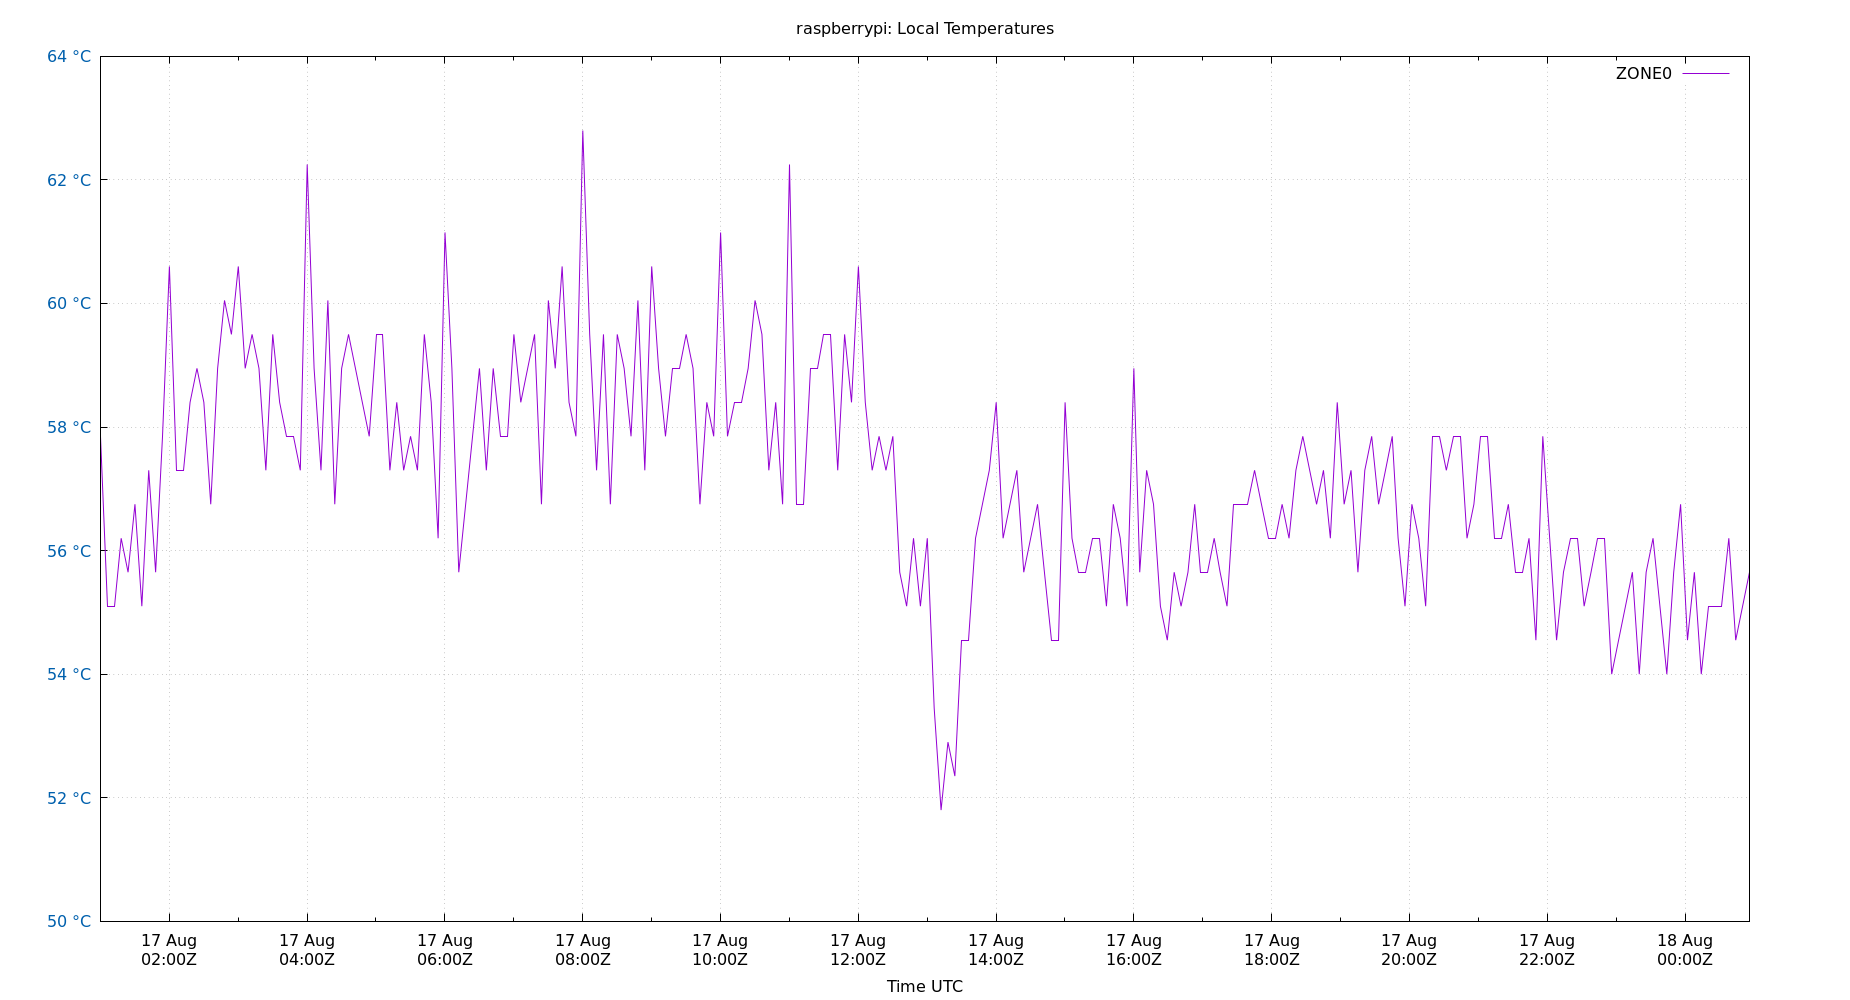 raspberrypi: Local Temperatures
64 °C
ZONE0
62 °C
60 °C
58 °C
56 °C
54 °C
52 °C
50 °C
17 Aug 17 Aug 17 Aug 17 Aug 17 Aug 17 Aug 17 Aug 17 Aug 17 Aug 17 Aug 17 Aug 18 Aug
02:00Z 04:00Z 06:00Z 08:00Z 10:00Z 12:00Z 14:00Z 16:00Z 18:00Z 20:00Z 22:00Z 00:00Z
Time UTC